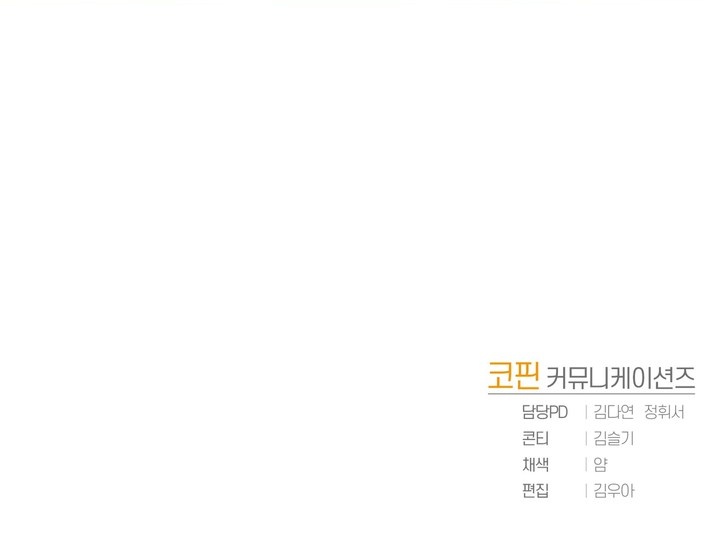 코핀 커뮤니케이션즈
담당PD | 김다연 정휘서
콘티 | 김슬기
채색 | 얌
편집 | 김우아